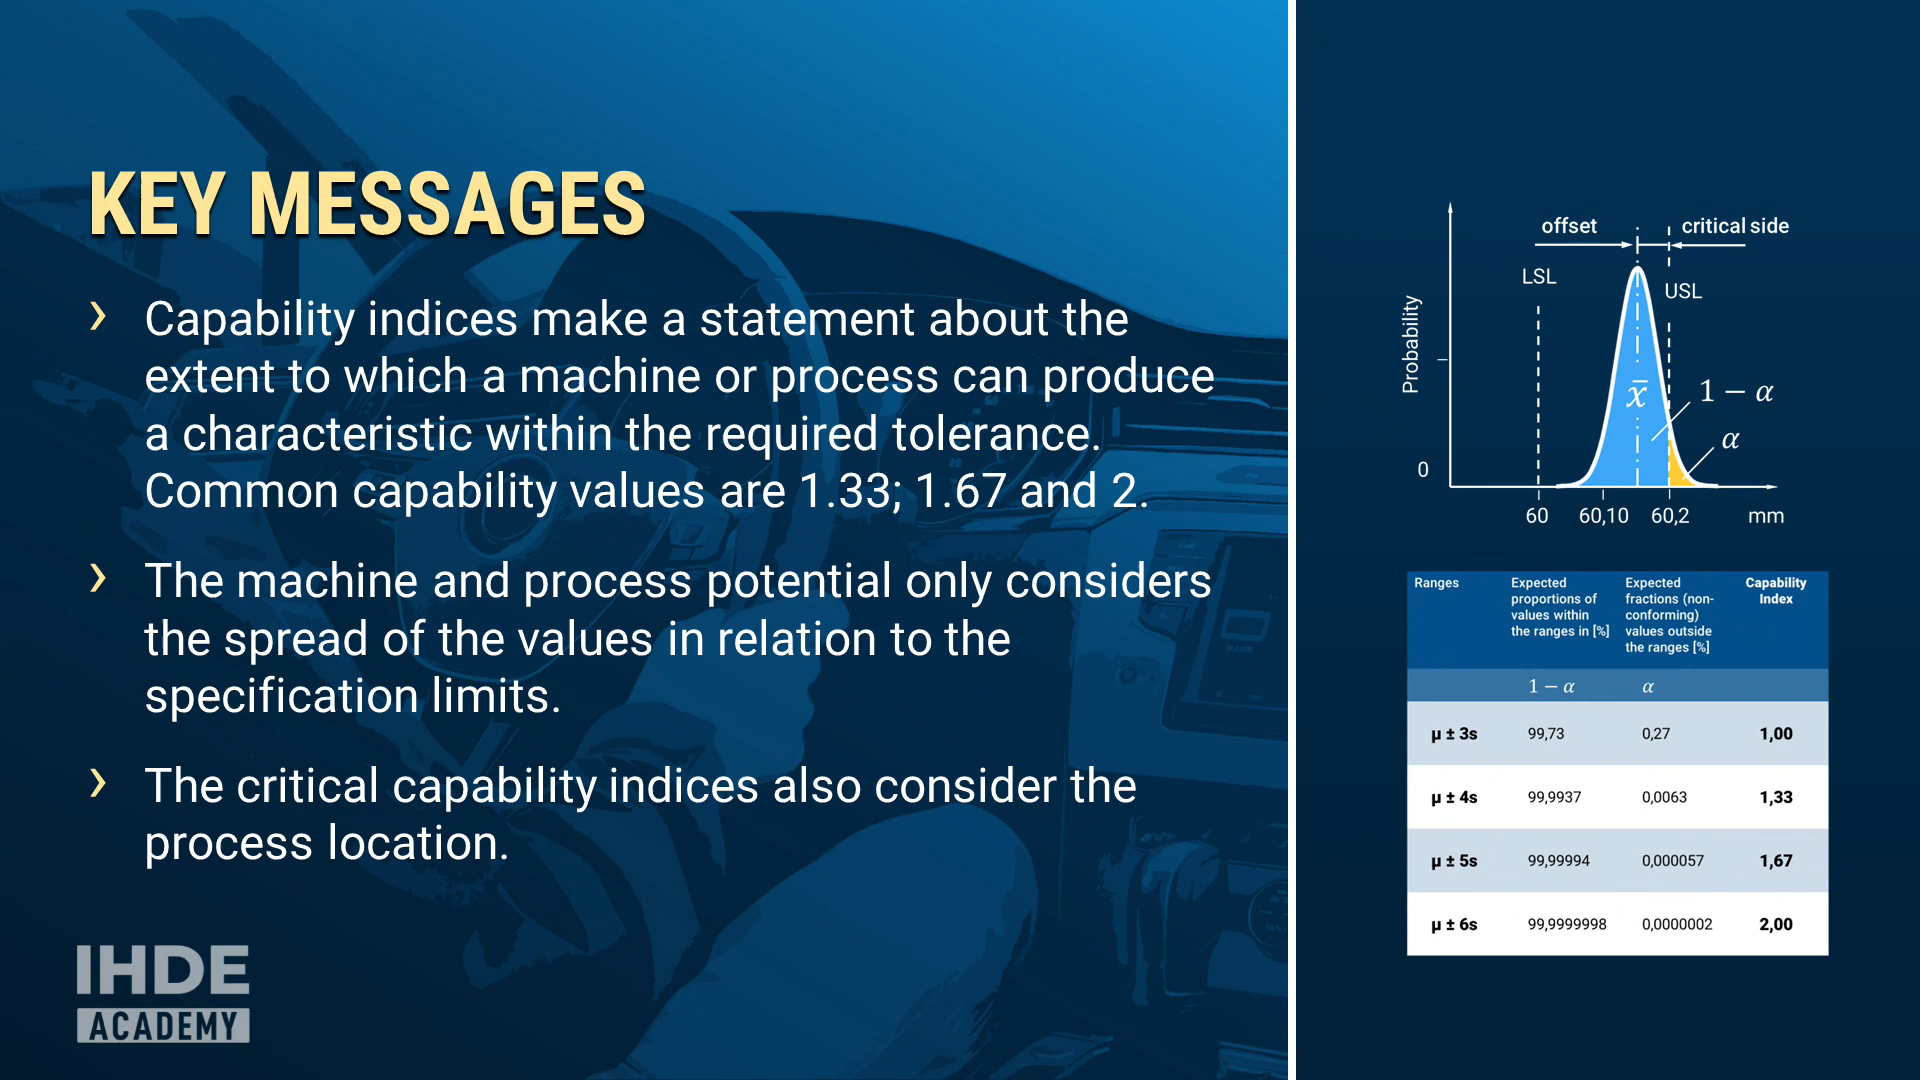 KEY MESSAGES
› Capability indices make a statement about the
extent to which a machine or process can produce
a characteristic within the required tolerance.
Common capability values are 1.33; 1.67 and 2.
› The machine and process potential only considers
the spread of the values in relation to the
specification limits.
› The critical capability indices also consider the
process location.
IHDE
ACADEMY
offset critical side
LSL
USL
Probability
x̄
1 − α
α
0
60 60,10 60,2 mm
Ranges Expected proportions of values within the ranges in [%] Expected fractions (non-conforming) values outside the ranges [%] Capability Index
1 − α α
µ ± 3s 99,73 0,27 1,00
µ ± 4s 99,9937 0,0063 1,33
µ ± 5s 99,99994 0,000057 1,67
µ ± 6s 99,9999998 0,0000002 2,00